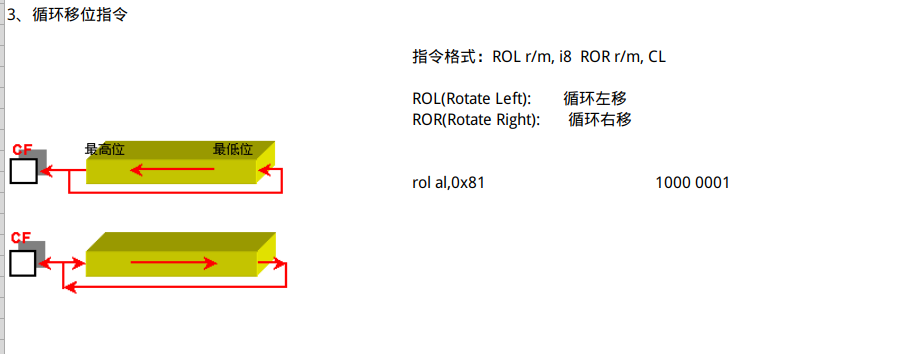 3、循环移位指令
指令格式：ROL r/m, i8 ROR r/m, CL
ROL(Rotate Left): 循环左移
ROR(Rotate Right): 循环右移
CF 最高位 最低位
rol al,0x81 1000 0001
CF